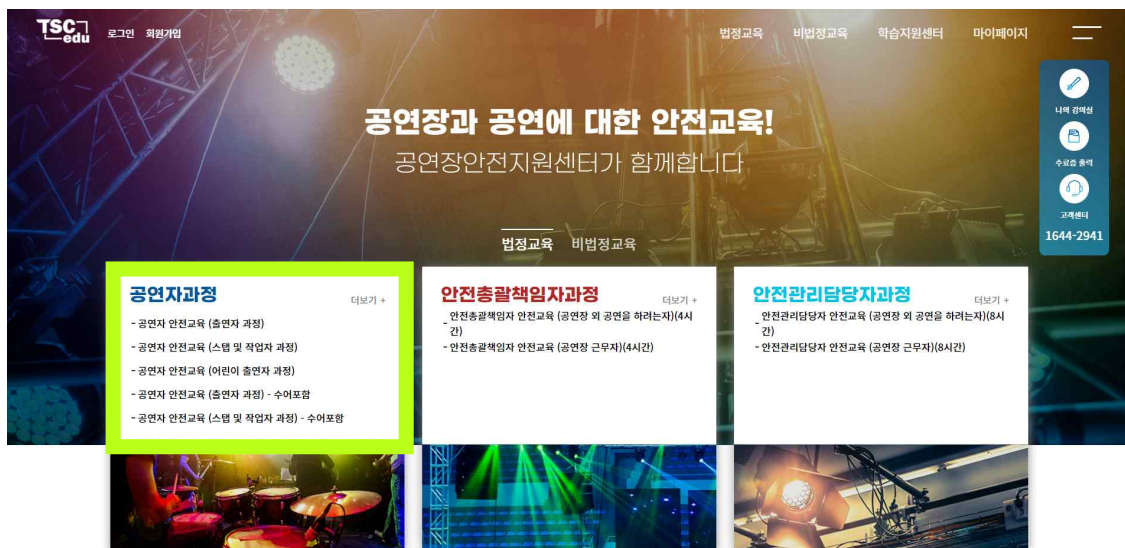 TSC
edu
로그인 회원가입
법정교육 비법정교육 학습지원센터 마이페이지
나의 강의실
수료증 출력
고객센터
1644-2941
공연장과 공연에 대한 안전교육!
공연장안전지원센터가 함께합니다
법정교육 비법정교육
공연자과정
더보기 +
- 공연자 안전교육 (출연자 과정)
- 공연자 안전교육 (스탭 및 작업자 과정)
- 공연자 안전교육 (어린이 출연자 과정)
- 공연자 안전교육 (출연자 과정) - 수어포함
- 공연자 안전교육 (스탭 및 작업자 과정) - 수어포함
안전총괄책임자과정
더보기 +
- 안전총괄책임자 안전교육 (공연장 외 공연을 하려는자)(4시
간)
- 안전총괄책임자 안전교육 (공연장 근무자)(4시간)
안전관리담당자과정
더보기 +
- 안전관리담당자 안전교육 (공연장 외 공연을 하려는자)(8시
간)
- 안전관리담당자 안전교육 (공연장 근무자)(8시간)